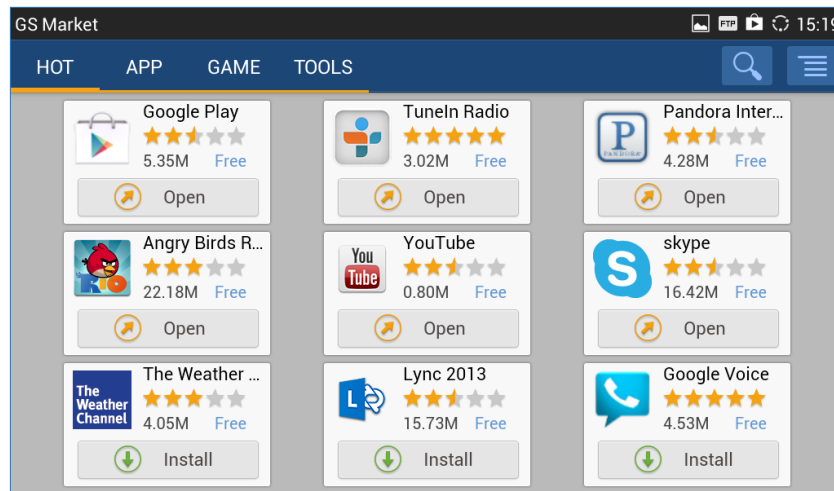 GS Market
FTP
15:19
HOT APP GAME TOOLS
Google Play
5.35M Free
Open
TuneIn Radio
3.02M Free
Open
P
PANDORA
Pandora Inter...
4.28M Free
Open
RIO
Angry Birds R...
22.18M Free
Open
You
Tube
YouTube
0.80M Free
Open
S
skype
16.42M Free
Open
The
Weather
Channel
The Weather ...
4.05M Free
Install
L
Lync 2013
15.73M Free
Install
Google Voice
4.53M Free
Install